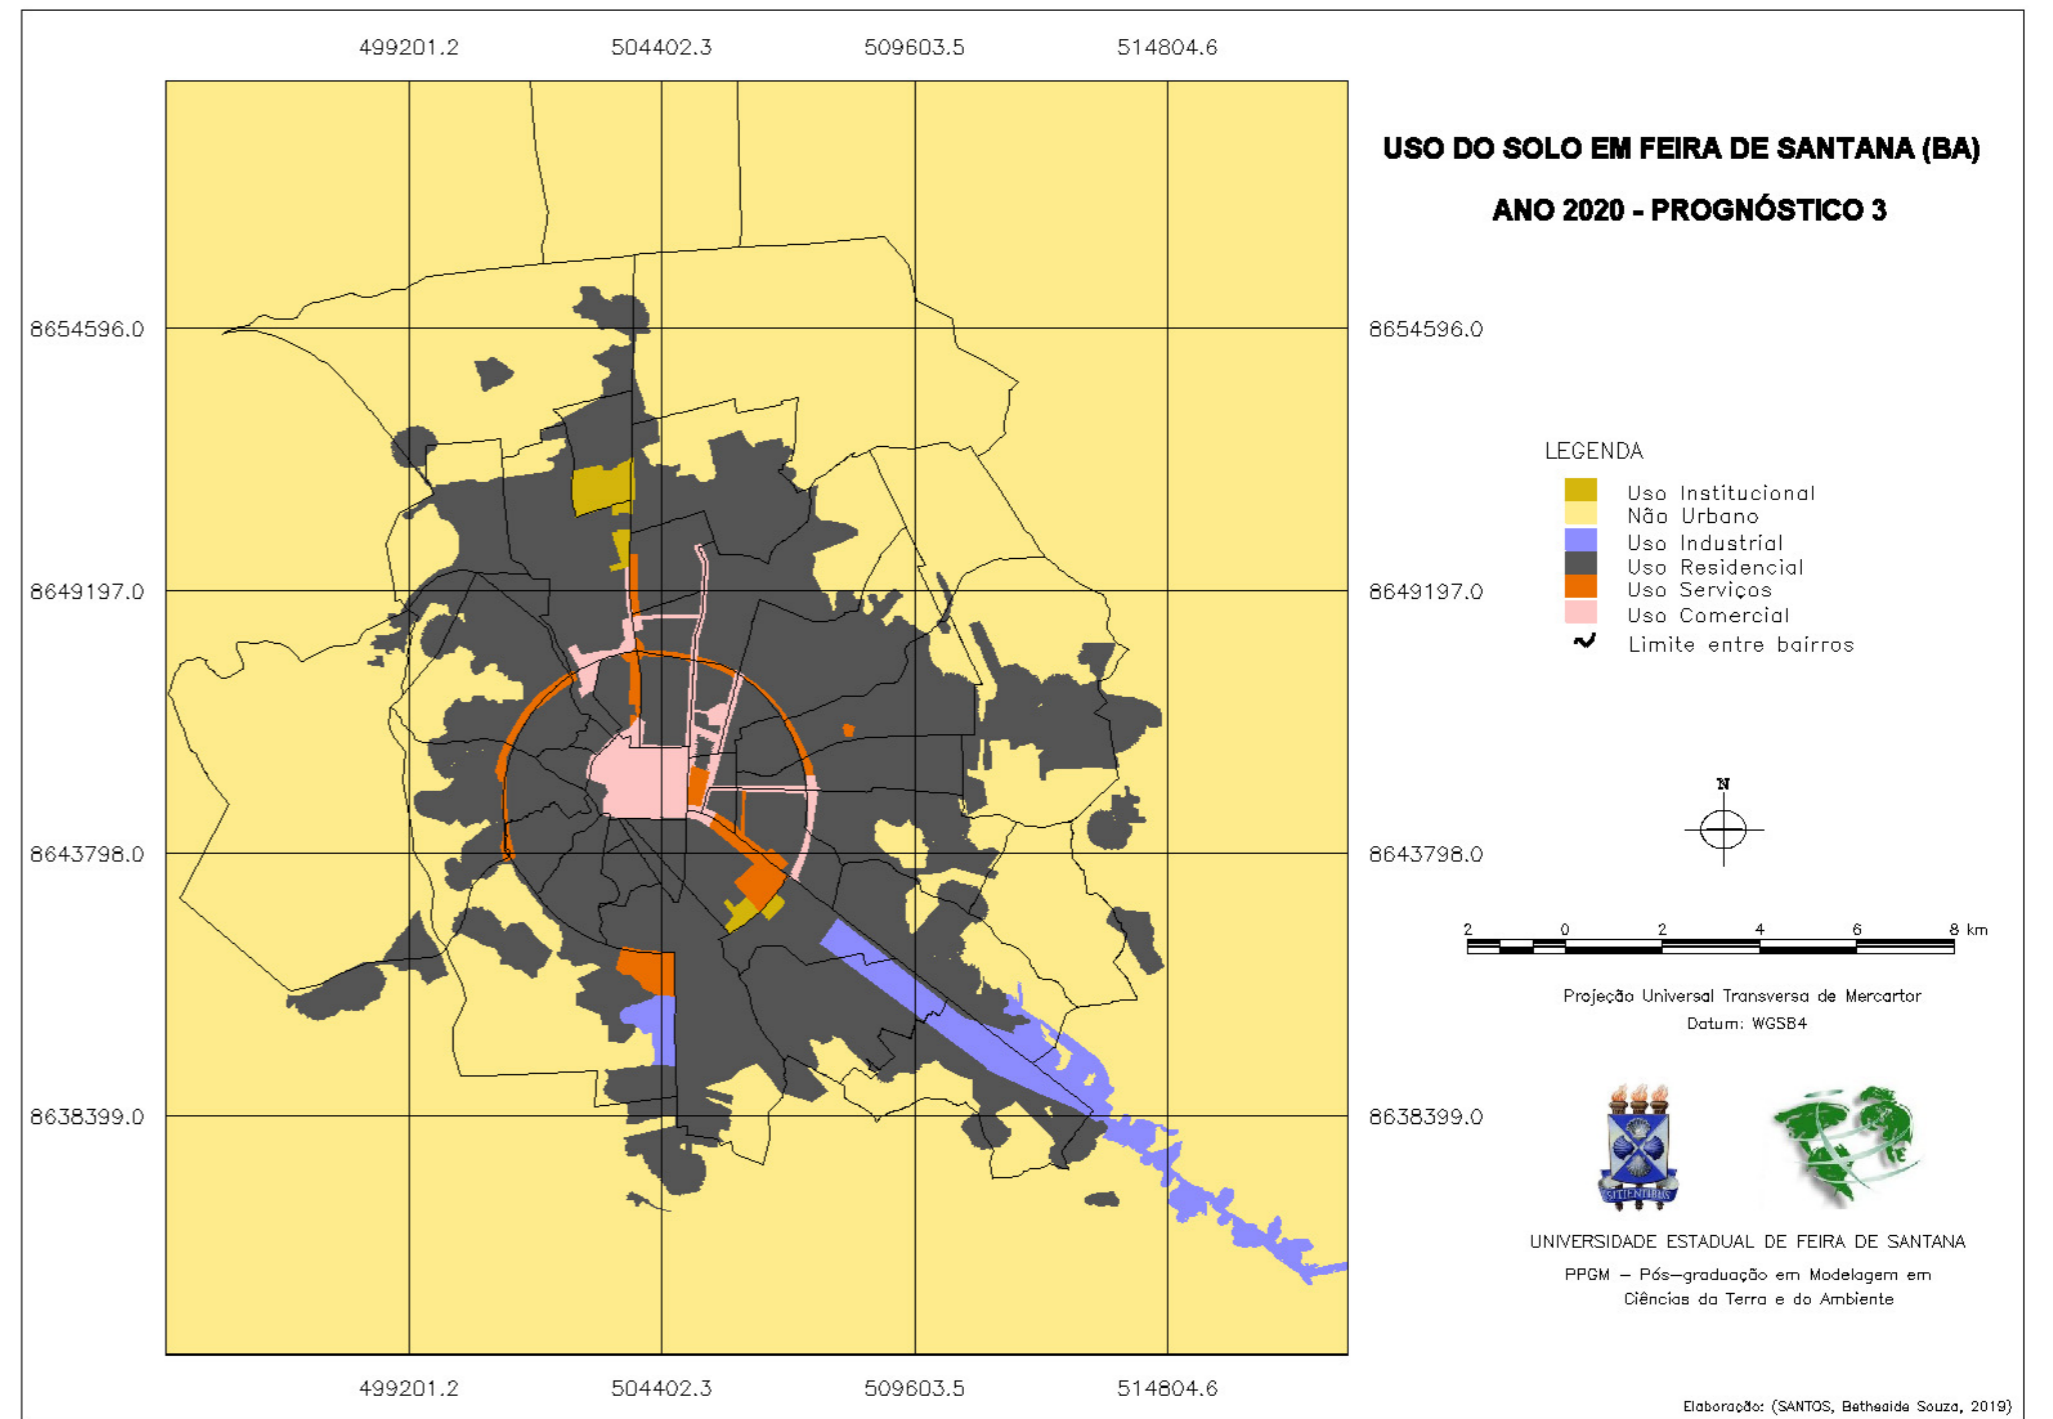 499201.2 504402.3 509603.5 514804.6
USO DO SOLO EM FEIRA DE SANTANA (BA)
ANO 2020 - PROGNÓSTICO 3
8654596.0 8654596.0
LEGENDA
Uso Institucional
Não Urbano
Uso Industrial
Uso Residencial
Uso Serviços
Uso Comercial
Limite entre bairros
8649197.0 8649197.0
N
8643798.0 8643798.0
2 0 2 4 6 8 km
Projeção Universal Transversa de Mercartor
Datum: WGS84
8638399.0 8638399.0
SITIENTIBUS
UNIVERSIDADE ESTADUAL DE FEIRA DE SANTANA
PPGM – Pós–graduação em Modelagem em
Ciências da Terra e do Ambiente
499201.2 504402.3 509603.5 514804.6
Elaboração: (SANTOS, Betheaide Souza, 2019)